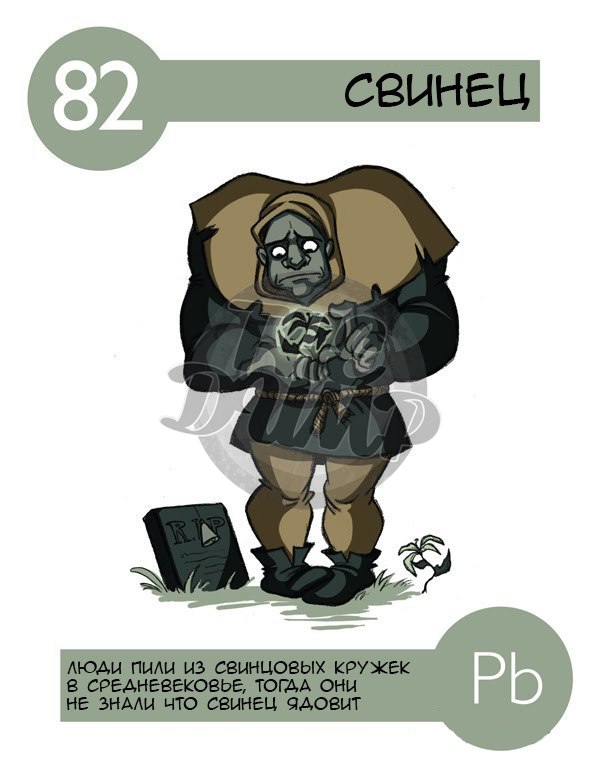 82
СВИНЕЦ
R.I.P
ЛЮДИ ПИЛИ ИЗ СВИНЦОВЫХ КРУЖЕК
В СРЕДНЕВЕКОВЬЕ, ТОГДА ОНИ
НЕ ЗНАЛИ ЧТО СВИНЕЦ ЯДОВИТ
Pb